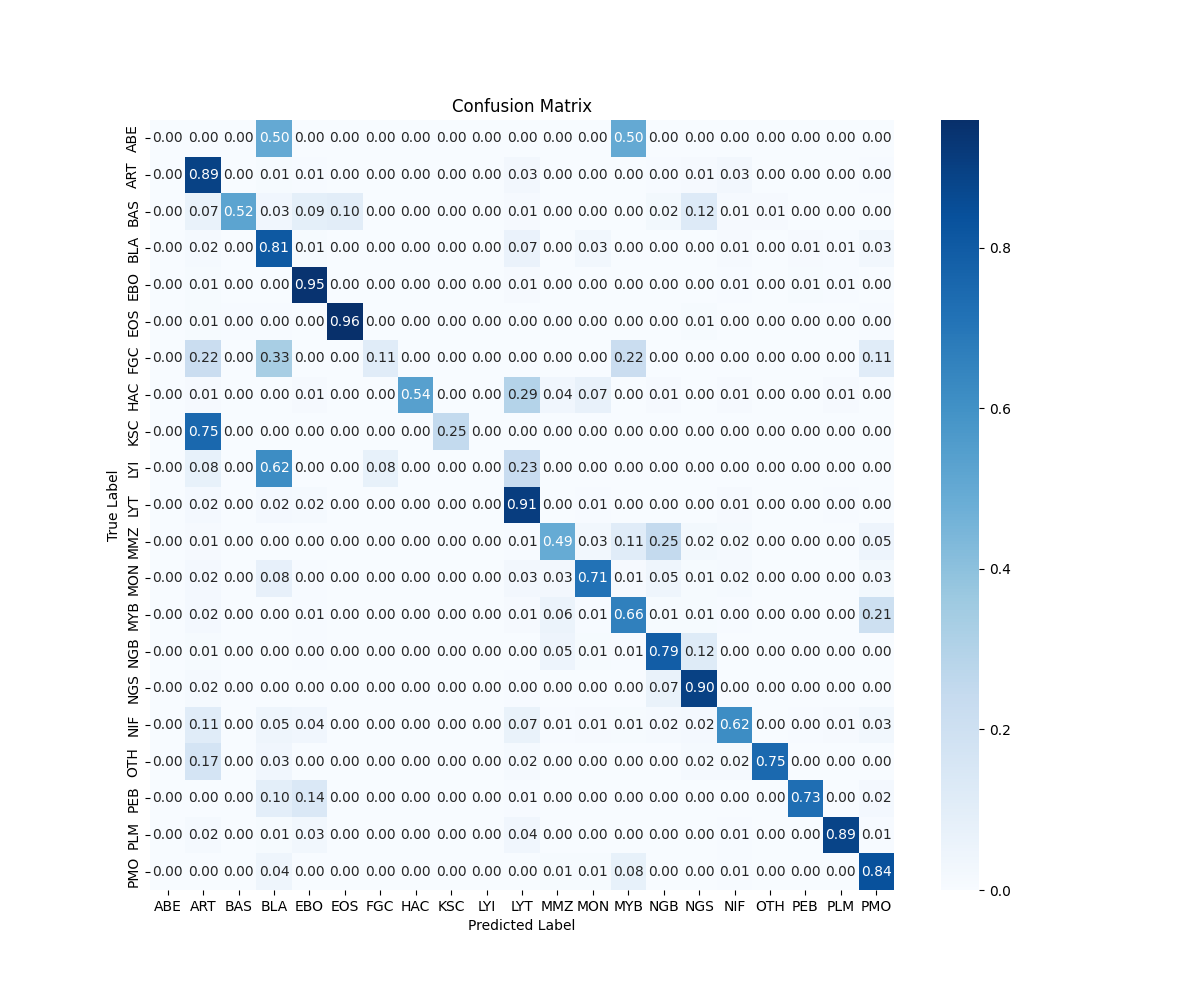 Confusion Matrix
ABE 0.00 0.00 0.00 0.50 0.00 0.00 0.00 0.00 0.00 0.00 0.00 0.00 0.00 0.50 0.00 0.00 0.00 0.00 0.00 0.00 0.00
ART 0.00 0.89 0.00 0.01 0.01 0.00 0.00 0.00 0.00 0.00 0.03 0.00 0.00 0.00 0.00 0.01 0.03 0.00 0.00 0.00 0.00
BAS 0.00 0.07 0.52 0.03 0.09 0.10 0.00 0.00 0.00 0.00 0.01 0.00 0.00 0.00 0.02 0.12 0.01 0.01 0.00 0.00 0.00
BLA 0.00 0.02 0.00 0.81 0.01 0.00 0.00 0.00 0.00 0.00 0.07 0.00 0.03 0.00 0.00 0.00 0.01 0.00 0.01 0.01 0.03
EBO 0.00 0.01 0.00 0.00 0.95 0.00 0.00 0.00 0.00 0.00 0.01 0.00 0.00 0.00 0.00 0.00 0.01 0.00 0.01 0.01 0.00
EOS 0.00 0.01 0.00 0.00 0.00 0.96 0.00 0.00 0.00 0.00 0.00 0.00 0.00 0.00 0.00 0.01 0.00 0.00 0.00 0.00 0.00
FGC 0.00 0.22 0.00 0.33 0.00 0.00 0.11 0.00 0.00 0.00 0.00 0.00 0.00 0.22 0.00 0.00 0.00 0.00 0.00 0.00 0.11
HAC 0.00 0.01 0.00 0.00 0.01 0.00 0.00 0.54 0.00 0.00 0.29 0.04 0.07 0.00 0.01 0.00 0.01 0.00 0.00 0.01 0.00
KSC 0.00 0.75 0.00 0.00 0.00 0.00 0.00 0.00 0.25 0.00 0.00 0.00 0.00 0.00 0.00 0.00 0.00 0.00 0.00 0.00 0.00
LYI 0.00 0.08 0.00 0.62 0.00 0.00 0.08 0.00 0.00 0.00 0.23 0.00 0.00 0.00 0.00 0.00 0.00 0.00 0.00 0.00 0.00
LYT 0.00 0.02 0.00 0.02 0.02 0.00 0.00 0.00 0.00 0.00 0.91 0.00 0.01 0.00 0.00 0.00 0.01 0.00 0.00 0.00 0.00
MMZ 0.00 0.01 0.00 0.00 0.00 0.00 0.00 0.00 0.00 0.00 0.01 0.49 0.03 0.11 0.25 0.02 0.02 0.00 0.00 0.00 0.05
MON 0.00 0.02 0.00 0.08 0.00 0.00 0.00 0.00 0.00 0.00 0.03 0.03 0.71 0.01 0.05 0.01 0.02 0.00 0.00 0.00 0.03
MYB 0.00 0.02 0.00 0.00 0.01 0.00 0.00 0.00 0.00 0.00 0.01 0.06 0.01 0.66 0.01 0.01 0.00 0.00 0.00 0.00 0.21
NGB 0.00 0.01 0.00 0.00 0.00 0.00 0.00 0.00 0.00 0.00 0.00 0.05 0.01 0.01 0.79 0.12 0.00 0.00 0.00 0.00 0.00
NGS 0.00 0.02 0.00 0.00 0.00 0.00 0.00 0.00 0.00 0.00 0.00 0.00 0.00 0.00 0.07 0.90 0.00 0.00 0.00 0.00 0.00
NIF 0.00 0.11 0.00 0.05 0.04 0.00 0.00 0.00 0.00 0.00 0.07 0.01 0.01 0.01 0.02 0.02 0.62 0.00 0.00 0.01 0.03
OTH 0.00 0.17 0.00 0.03 0.00 0.00 0.00 0.00 0.00 0.00 0.02 0.00 0.00 0.00 0.00 0.02 0.02 0.75 0.00 0.00 0.00
PEB 0.00 0.00 0.00 0.10 0.14 0.00 0.00 0.00 0.00 0.00 0.01 0.00 0.00 0.00 0.00 0.00 0.00 0.00 0.73 0.00 0.02
PLM 0.00 0.02 0.00 0.01 0.03 0.00 0.00 0.00 0.00 0.00 0.04 0.00 0.00 0.00 0.00 0.00 0.01 0.00 0.00 0.89 0.01
PMO 0.00 0.00 0.00 0.04 0.00 0.00 0.00 0.00 0.00 0.00 0.00 0.01 0.01 0.08 0.00 0.00 0.01 0.00 0.00 0.00 0.84
ABE ART BAS BLA EBO EOS FGC HAC KSC LYI LYT MMZ MON MYB NGB NGS NIF OTH PEB PLM PMO
Predicted Label
True Label
0.8
0.6
0.4
0.2
0.0